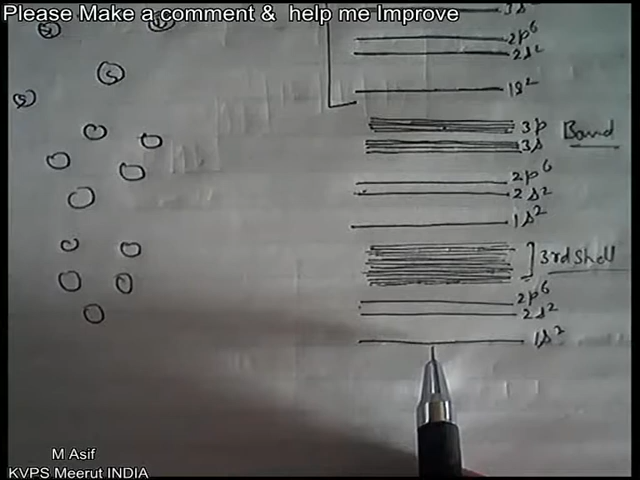 Please Make a comment &  help me Improve
3s
2p⁶
2s²
1s²
3p
Band
3s
2p⁶
2s²
1s²
3rd Shell
2p⁶
2s²
1s²
M Asif
KVPS Meerut INDIA